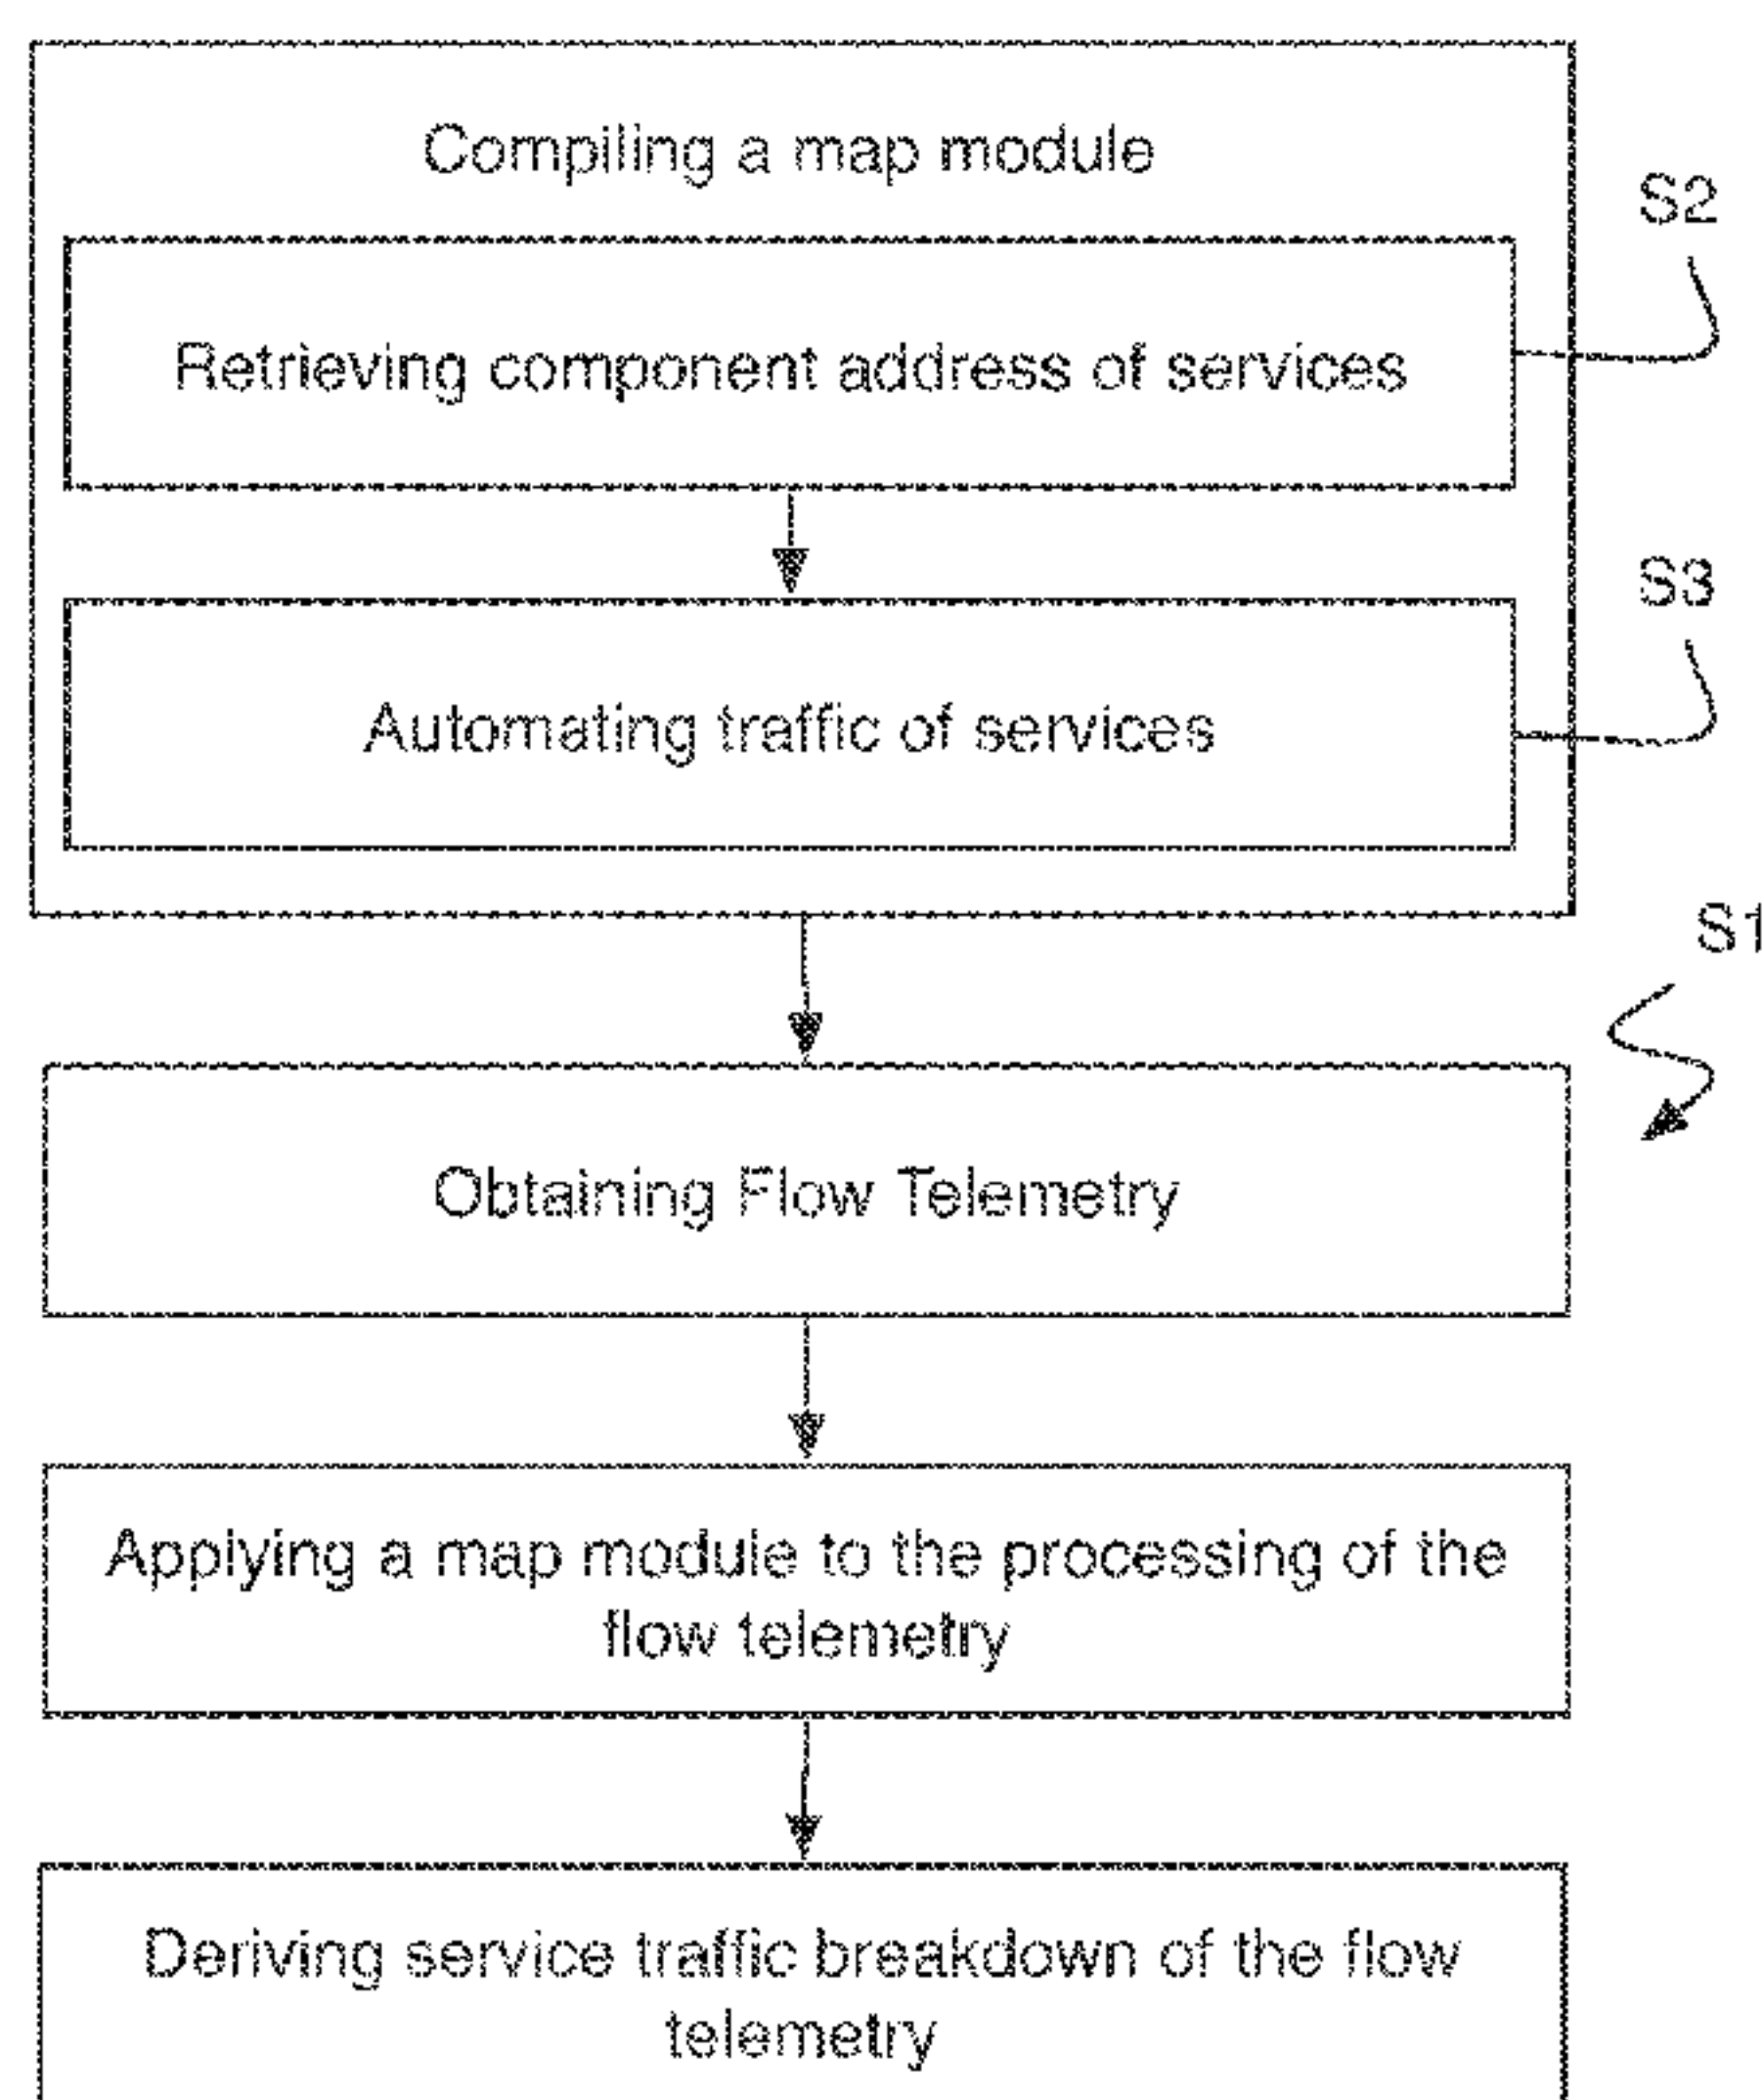 Compiling a map module
S2
Retrieving component address of services
S3
Automating traffic of services
S1
Obtaining Flow Telemetry
Applying a map module to the processing of the
flow telemetry
Deriving service traffic breakdown of the flow
telemetry